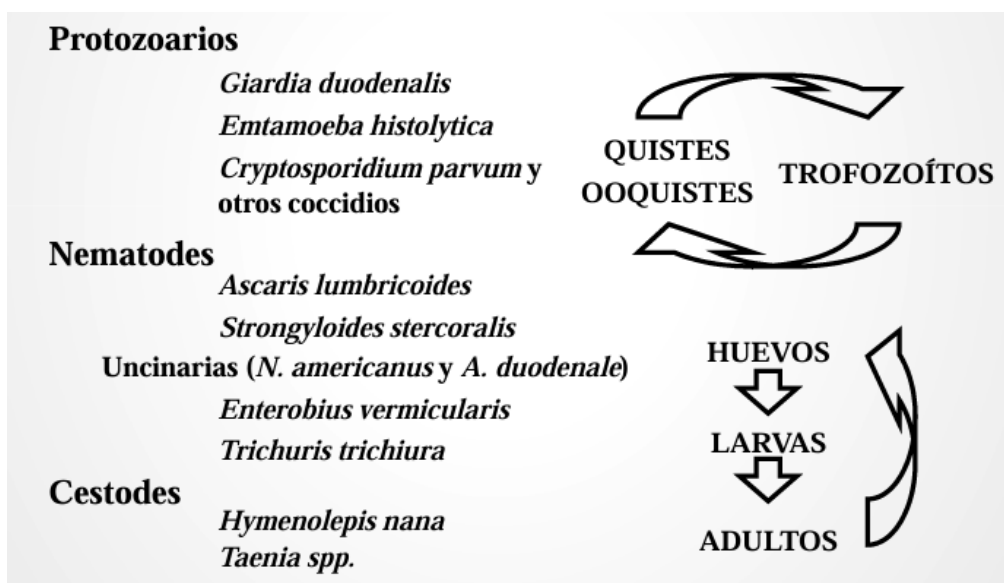 Protozoarios
Giardia duodenalis
Emtamoeba histolytica
Cryptosporidium parvum y
otros coccidios
QUISTES
OOQUISTES
TROFOZOÍTOS
Nematodes
Ascaris lumbricoides
Strongyloides stercoralis
Uncinarias (N. americanus y A. duodenale)
Enterobius vermicularis
Trichuris trichiura
HUEVOS
LARVAS
ADULTOS
Cestodes
Hymenolepis nana
Taenia spp.